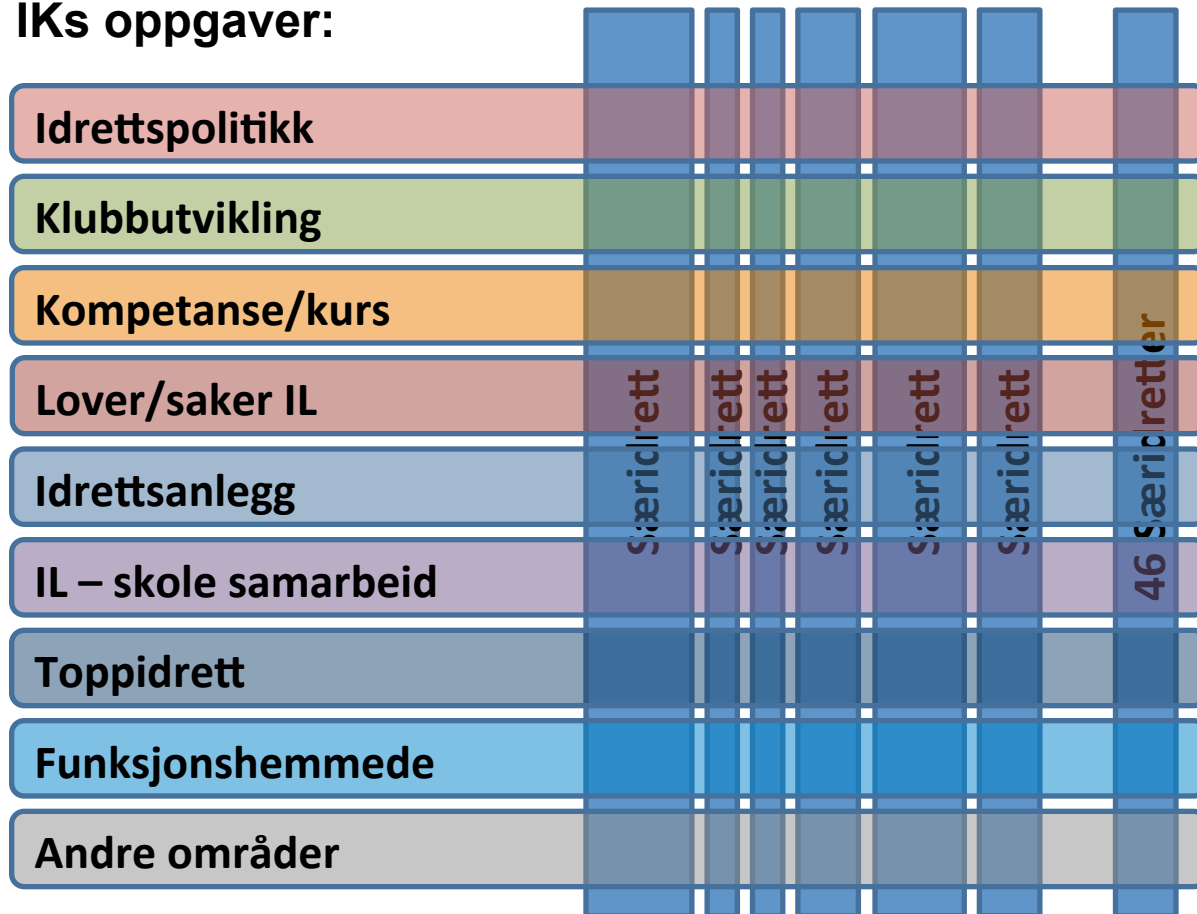 IKs oppgaver:
Idrettspolitikk
Klubbutvikling
Kompetanse/kurs
Lover/saker IL
Idrettsanlegg
IL – skole samarbeid
Toppidrett
Funksjonshemmede
Andre områder
Særidrett
Særidrett
Særidrett
Særidrett
Særidrett
Særidrett
46 Særidretter